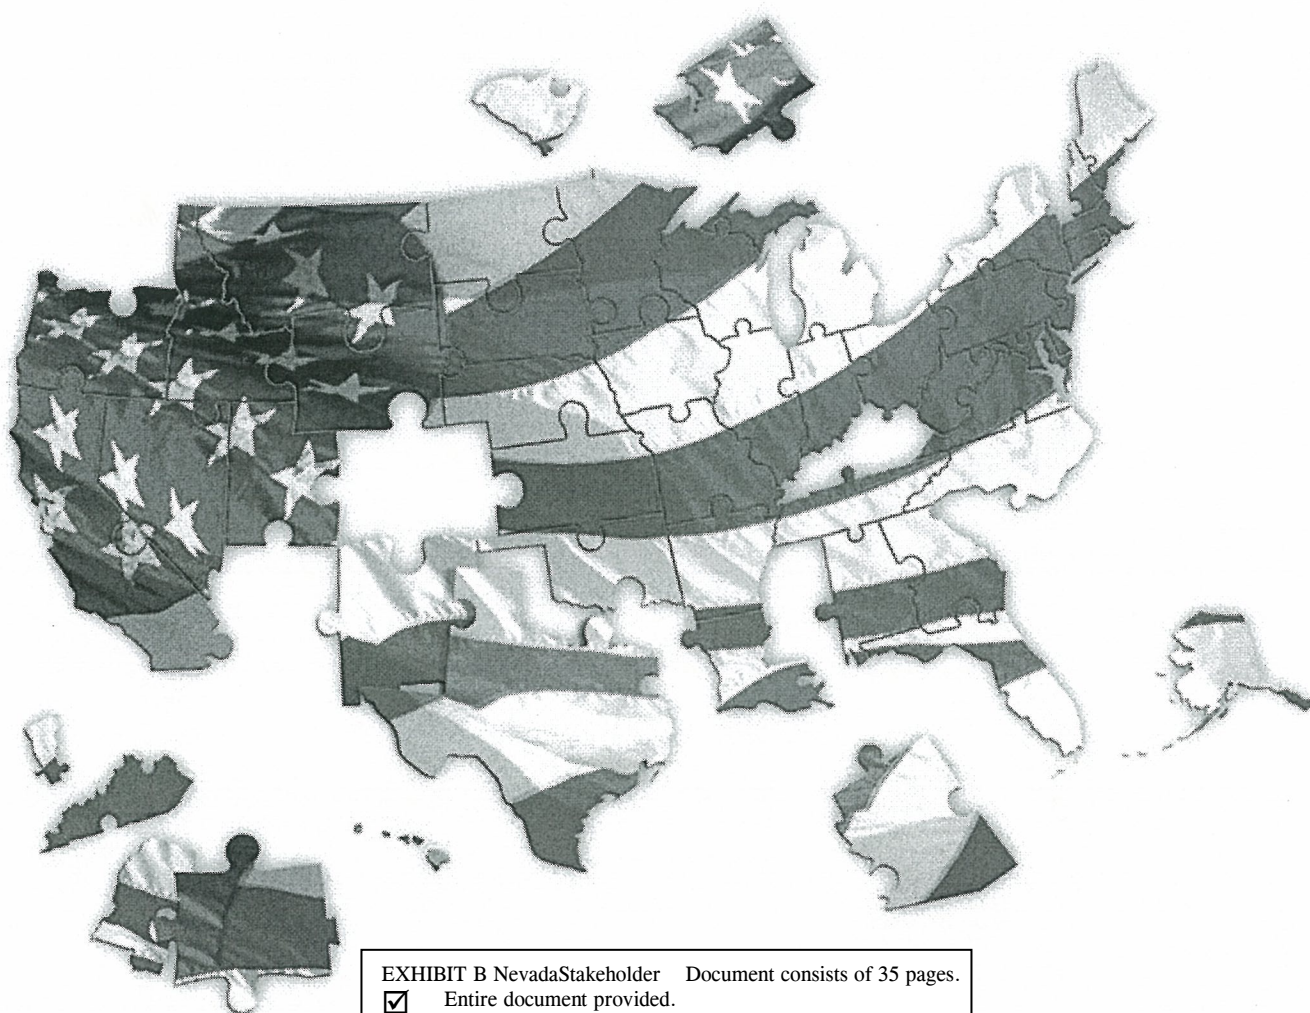 EXHIBIT B NevadaStakeholder Document consists of 35 pages.
☑ Entire document provided.